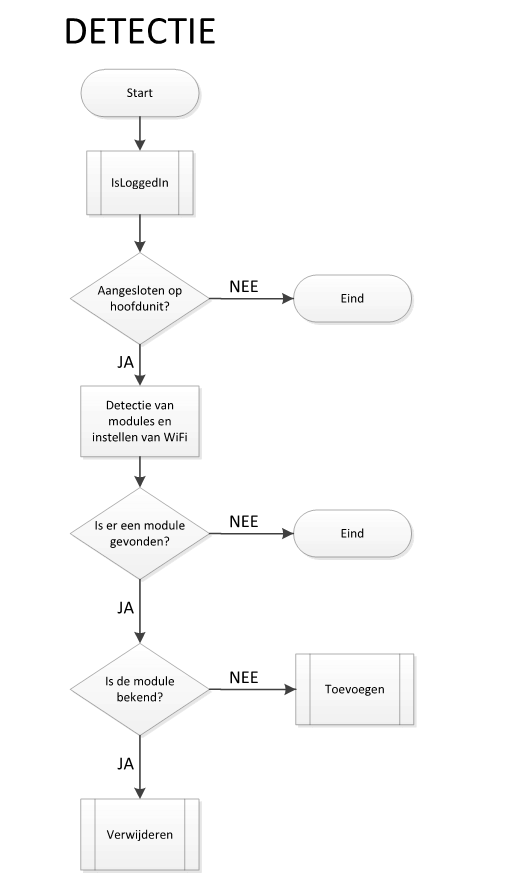 DETECTIE
Start
IsLoggedIn
Aangesloten op
hoofdunit?
NEE
Eind
JA
Detectie van
modules en
instellen van WiFi
Is er een module
gevonden?
NEE
Eind
JA
Is de module
bekend?
NEE
Toevoegen
JA
Verwijderen